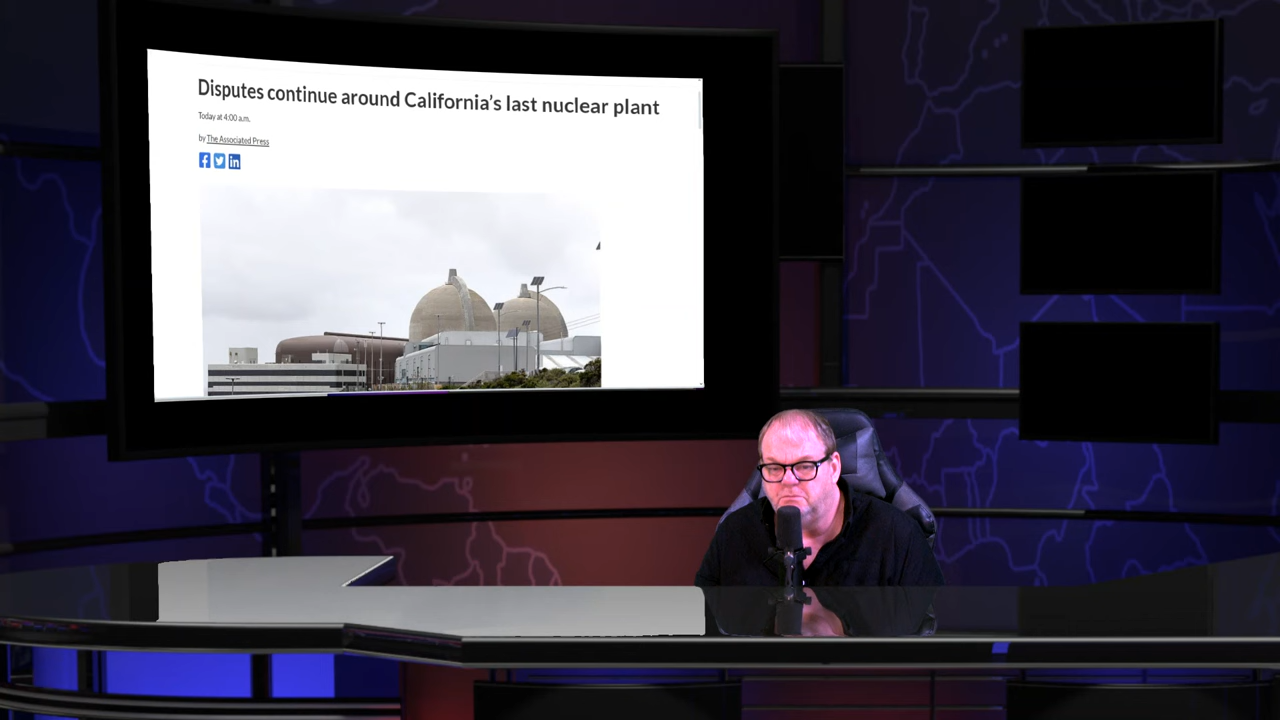 Disputes continue around California's last nuclear plant
Today at 4:00 a.m.
by The Associated Press